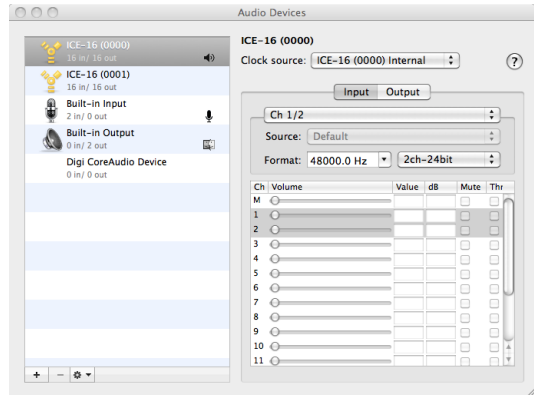 Audio Devices
ICE-16 (0000)
16 in/ 16 out
ICE-16 (0001)
16 in/ 16 out
Built-in Input
2 in/ 0 out
Built-in Output
0 in/ 2 out
Digi CoreAudio Device
0 in/ 0 out
+ −
ICE-16 (0000)
Clock source: ICE-16 (0000) Internal
?
Input Output
Ch 1/2
Source: Default
Format: 48000.0 Hz 2ch-24bit
Ch Volume Value dB Mute Thr
M
1
2
3
4
5
6
7
8
9
10
11